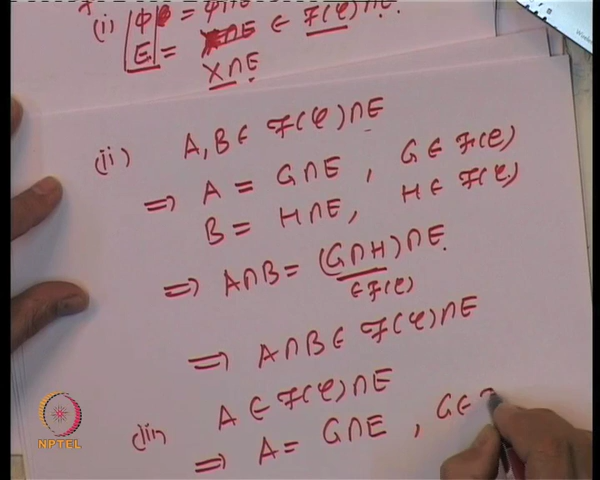 (i) ϕ = ϕ∩E ∈ F(C)∩E.
E = X∩E
(ii) A, B ∈ F(C)∩E
⇒ A = G∩E, G ∈ F(C)
B = H∩E, H ∈ F(C)
⇒ A∩B = (G∩H)∩E.
∈ F(C)
⇒ A∩B ∈ F(C)∩E
(iii) A ∈ F(C)∩E
⇒ A = G∩E, G ∈
NPTEL